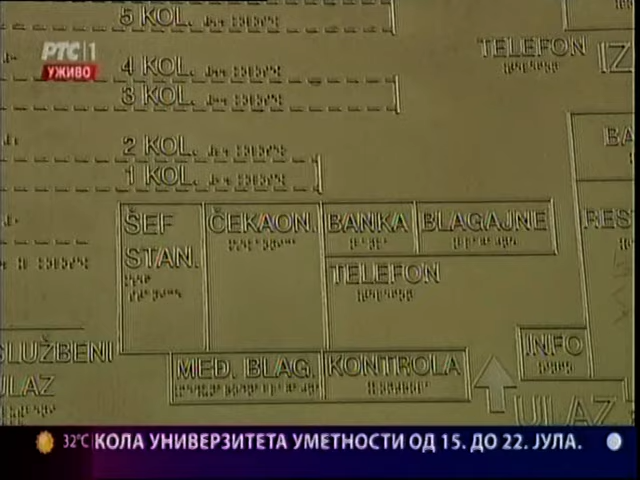 5 KOL.
РТС 1
УЖИВО
TELEFON
4 KOL.
3 KOL.
2 KOL.
1 KOL.
ŠEF STAN.
ČEKAON.
BANKA
BLAGAJNE
TELEFON
SLUŽBENI
ULAZ
MEĐ. BLAG.
KONTROLA
INFO
ULAZ
32°C КОЛА УНИВЕРЗИТЕТА УМЕТНОСТИ ОД 15. ДО 22. ЈУЛА.